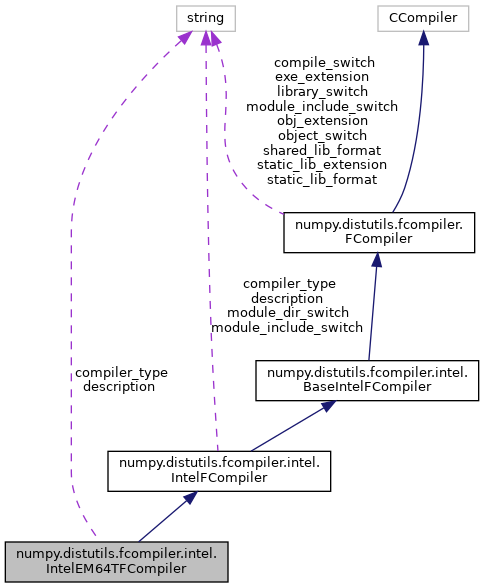 string
CCompiler
compile_switch
exe_extension
library_switch
module_include_switch
obj_extension
object_switch
shared_lib_format
static_lib_extension
static_lib_format
numpy.distutils.fcompiler.
FCompiler
compiler_type
description
module_dir_switch
module_include_switch
numpy.distutils.fcompiler.intel.
BaseIntelFCompiler
compiler_type
description
numpy.distutils.fcompiler.intel.
IntelFCompiler
numpy.distutils.fcompiler.intel.
IntelEM64TFCompiler